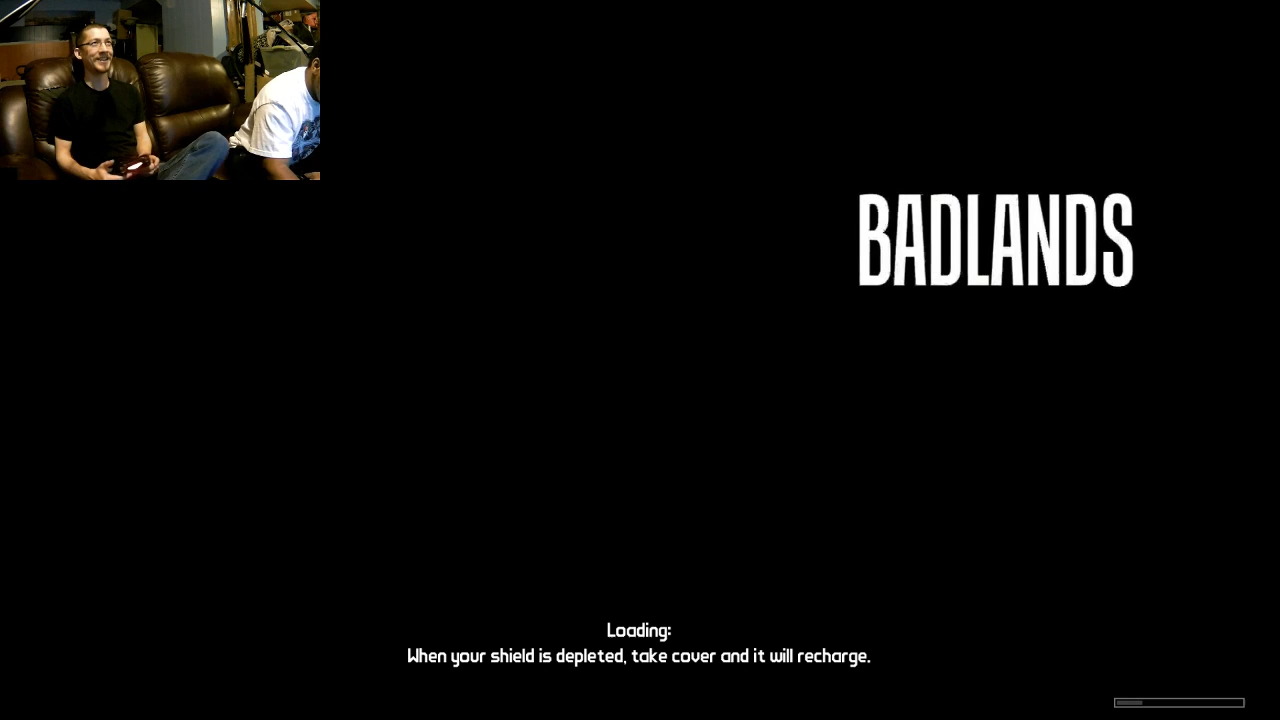 BADLANDS
Loading:
When your shield is depleted, take cover and it will recharge.